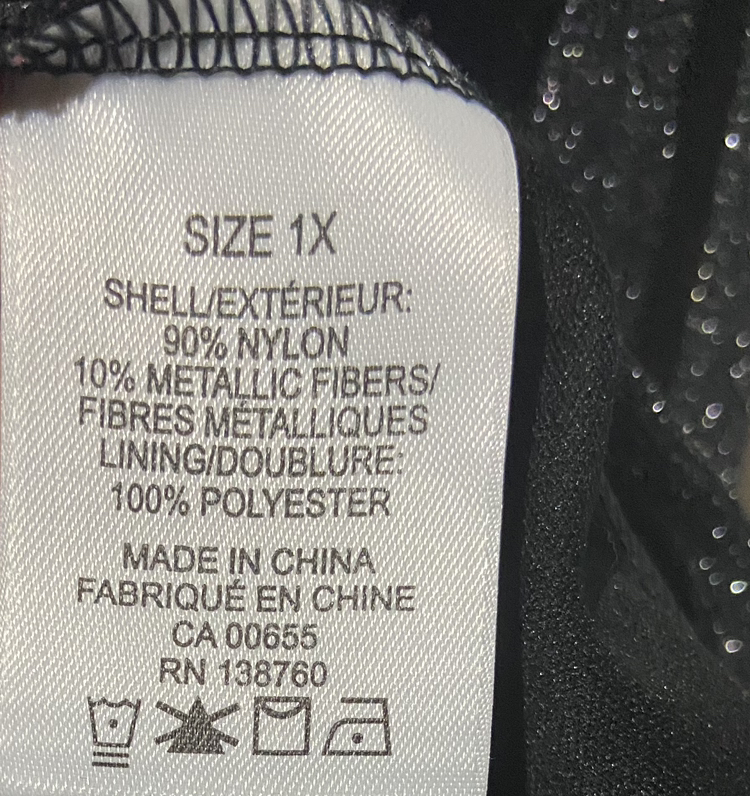 SIZE 1X
SHELL/EXTÉRIEUR:
90% NYLON
10% METALLIC FIBERS/
FIBRES MÉTALLIQUES
LINING/DOUBLURE:
100% POLYESTER
MADE IN CHINA
FABRIQUÉ EN CHINE
CA 00655
RN 138760